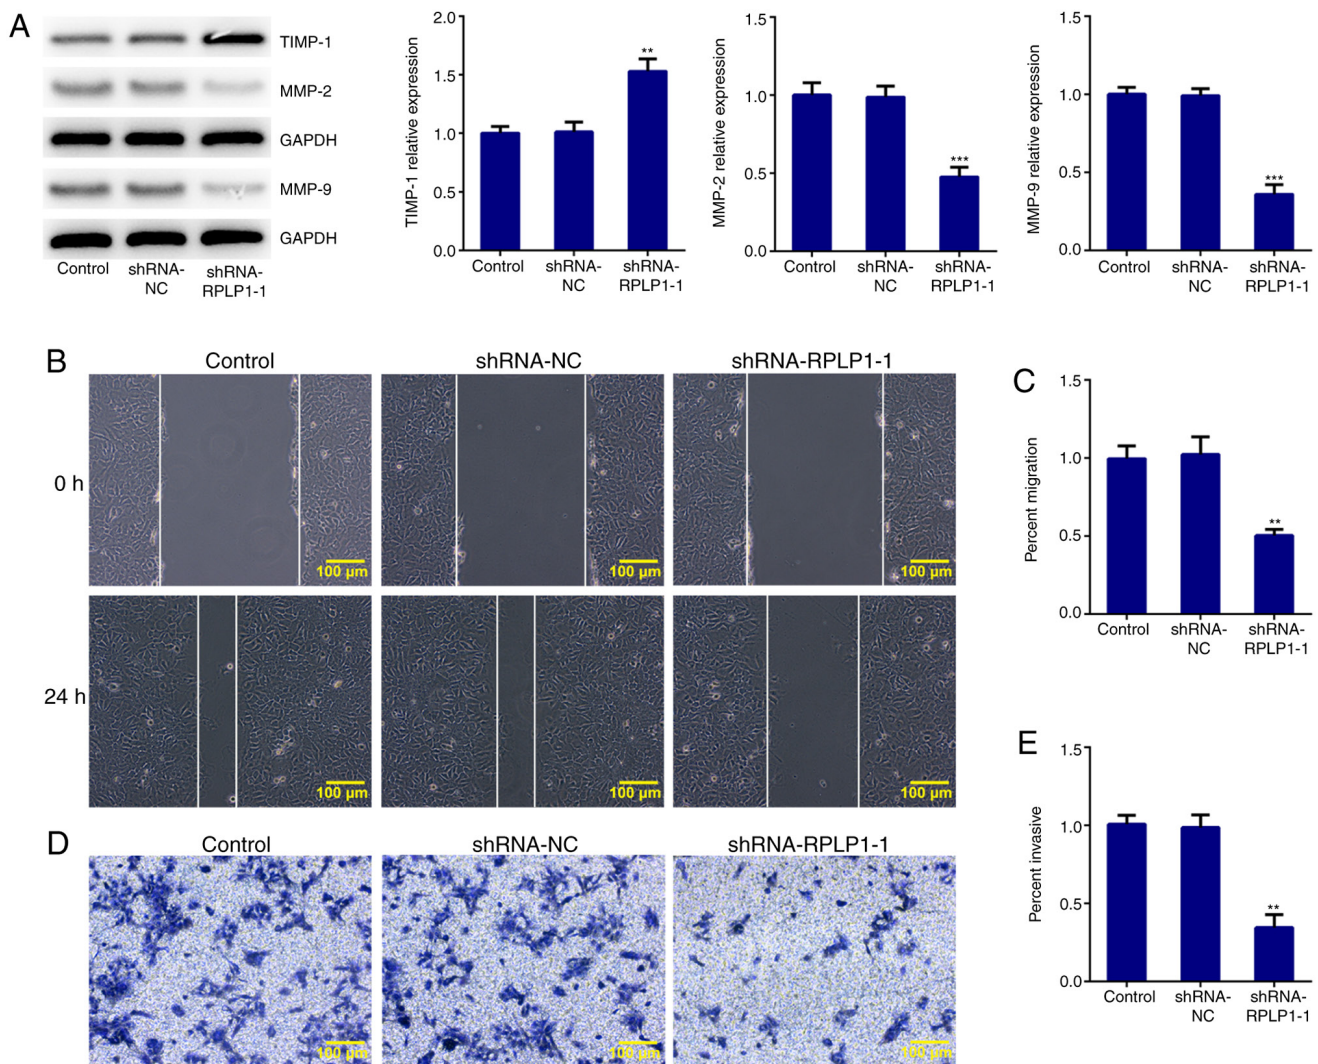 A
TIMP-1
MMP-2
GAPDH
MMP-9
GAPDH
Control
shRNA-
NC
shRNA-
RPLP1-1
TIMP-1 relative expression
2.0
1.5
1.0
0.5
0.0
**
Control
shRNA-
NC
shRNA-
RPLP1-1
MMP-2 relative expression
1.5
1.0
0.5
0.0
***
Control
shRNA-
NC
shRNA-
RPLP1-1
MMP-9 relative expression
1.5
1.0
0.5
0.0
***
Control
shRNA-
NC
shRNA-
RPLP1-1
B
Control
shRNA-NC
shRNA-RPLP1-1
0 h
100 µm
100 µm
100 µm
24 h
100 µm
100 µm
100 µm
C
Percent migration
1.5
1.0
0.5
0.0
**
Control
shRNA-
NC
shRNA-
RPLP1-1
D
Control
shRNA-NC
shRNA-RPLP1-1
100 µm
100 µm
100 µm
E
Percent invasive
1.5
1.0
0.5
0.0
**
Control
shRNA-
NC
shRNA-
RPLP1-1